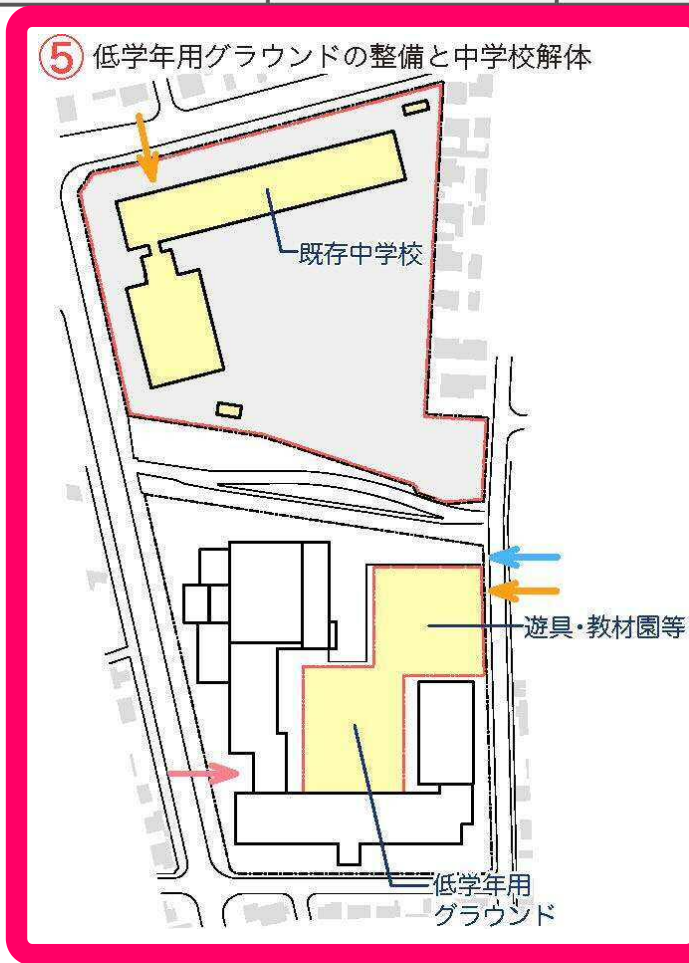 ⑤ 低学年用グラウンドの整備と中学校解体
既存中学校
遊具・教材園等
低学年用
グラウンド